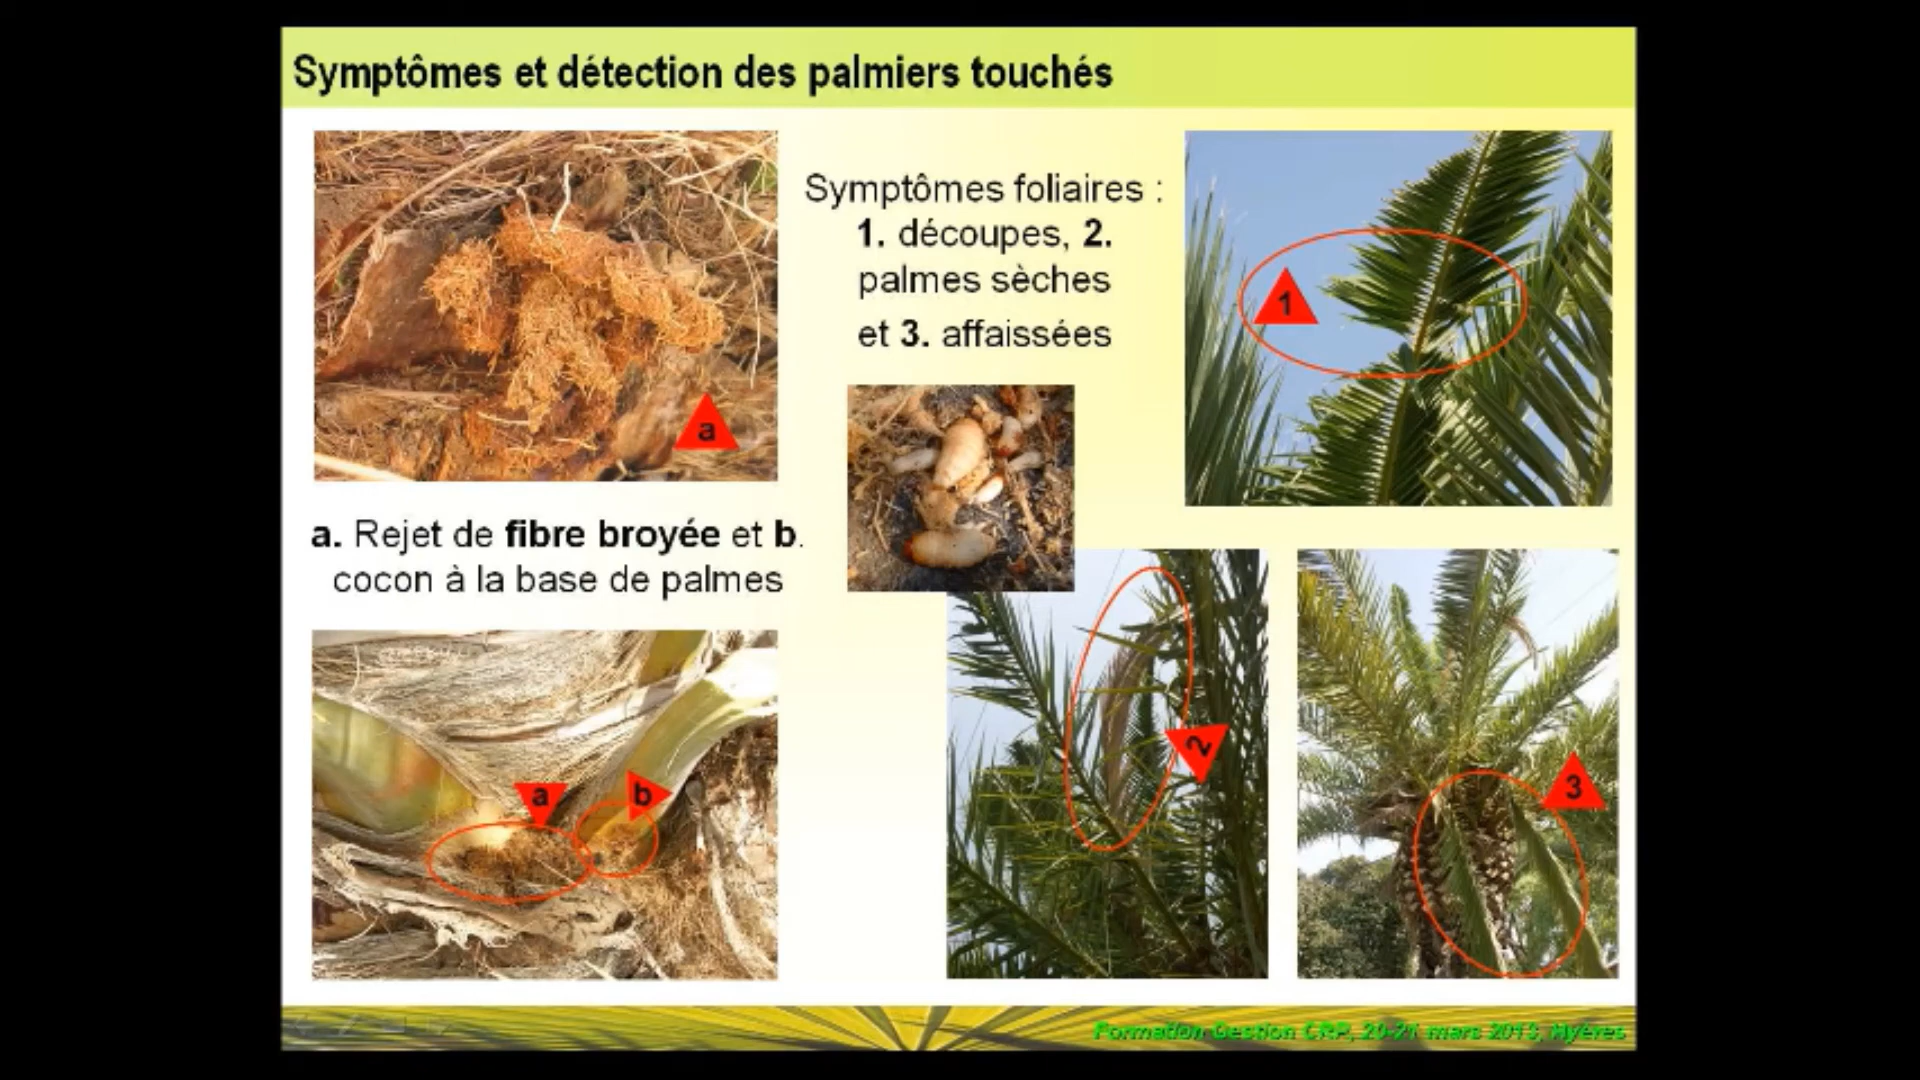 Symptômes et détection des palmiers touchés
Symptômes foliaires :
1. découpes, 2.
palmes sèches
et 3. affaissées
1
a
a. Rejet de fibre broyée et b.
cocon à la base de palmes
a
b
2
3
Formation Gestion CRP, 20-21 mars 2013, Hyères